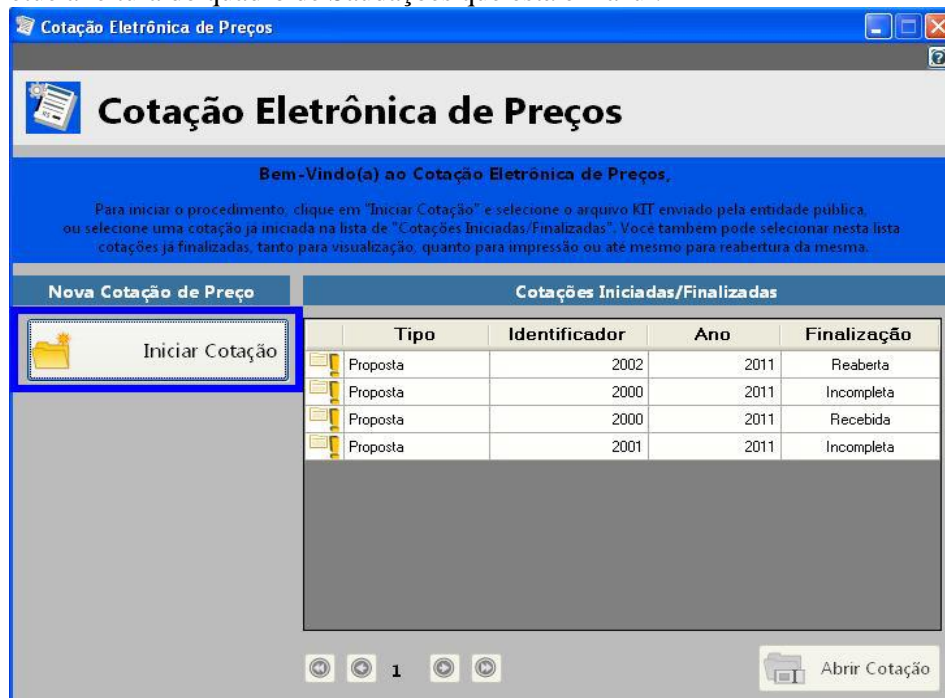 Cotação Eletrônica de Preços
Cotação Eletrônica de Preços
Bem-Vindo(a) ao Cotação Eletrônica de Preços,
Para iniciar o procedimento, clique em "Iniciar Cotação" e selecione o arquivo KIT enviado pela entidade pública,
ou selecione uma cotação já iniciada na lista de "Cotações Iniciadas/Finalizadas". Você também pode selecionar nesta lista
cotações já finalizadas, tanto para visualização, quanto para impressão ou até mesmo para reabertura da mesma.
Nova Cotação de Preço
Cotações Iniciadas/Finalizadas
Iniciar Cotação
Tipo Identificador Ano Finalização
Proposta 2002 2011 Reaberta
Proposta 2000 2011 Incompleta
Proposta 2000 2011 Recebida
Proposta 2001 2011 Incompleta
1
Abrir Cotação